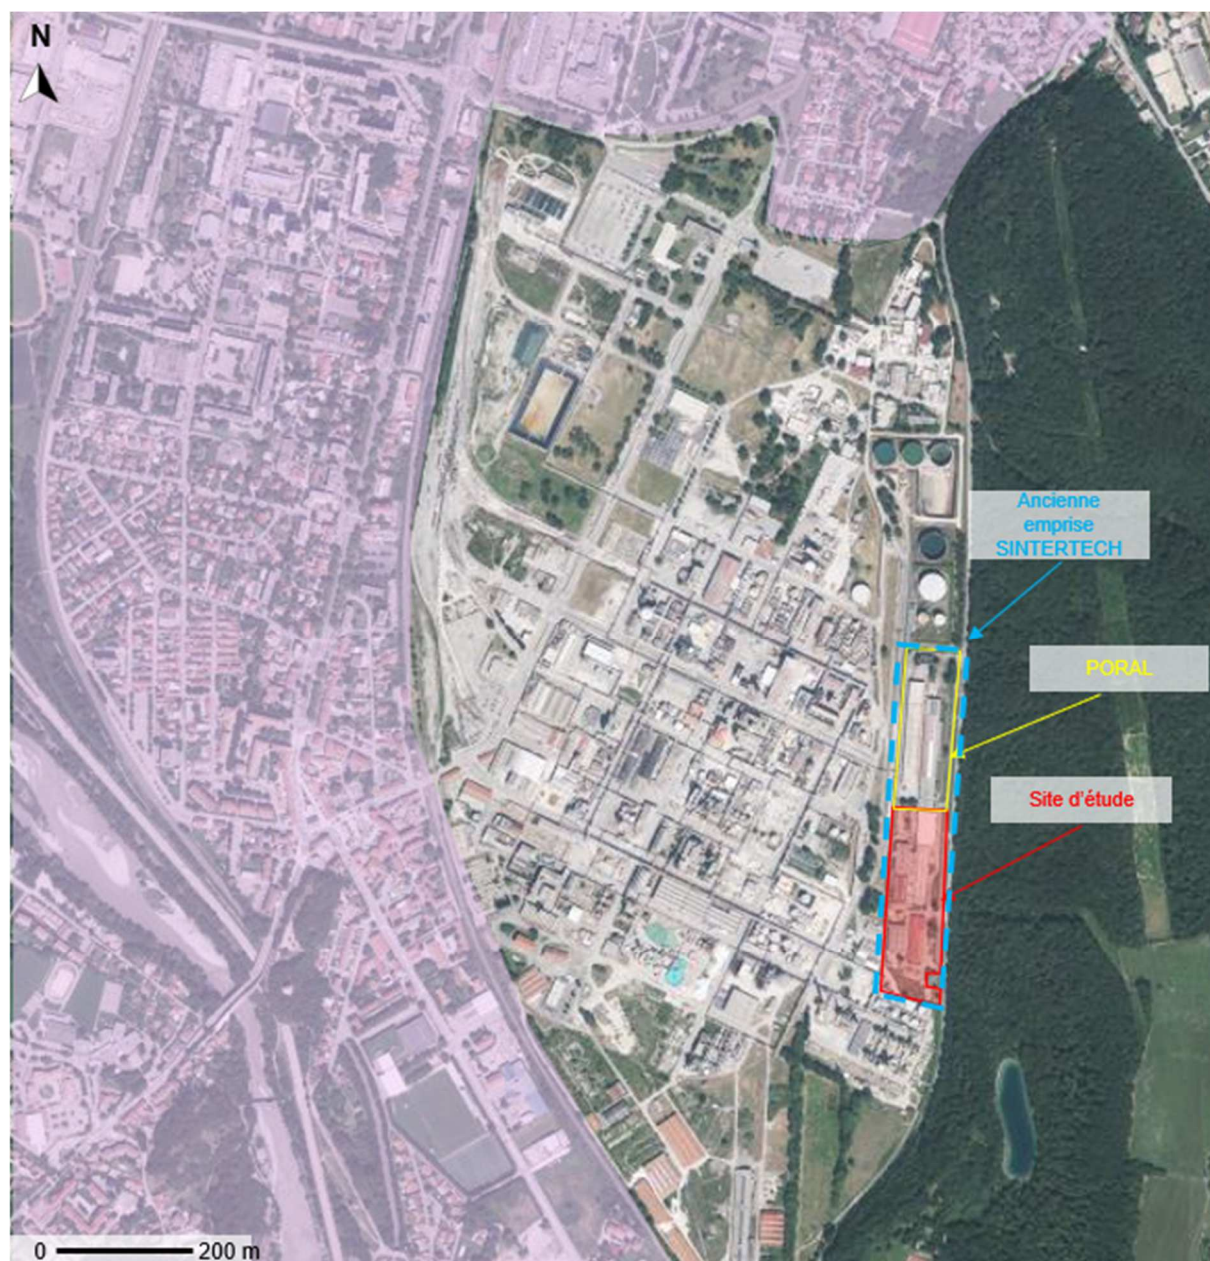 N
Ancienne
emprise
SINTERTECH
PORAL
Site d'étude
0 200 m